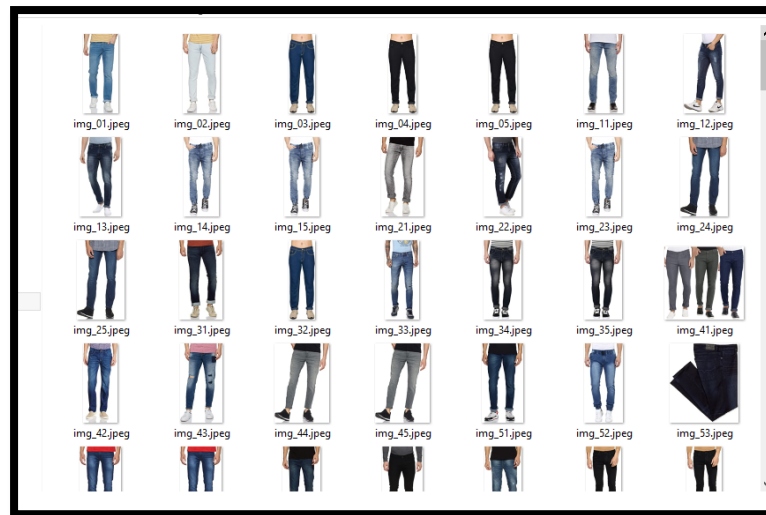 img_01.jpeg img_02.jpeg img_03.jpeg img_04.jpeg img_05.jpeg img_11.jpeg img_12.jpeg
img_13.jpeg img_14.jpeg img_15.jpeg img_21.jpeg img_22.jpeg img_23.jpeg img_24.jpeg
img_25.jpeg img_31.jpeg img_32.jpeg img_33.jpeg img_34.jpeg img_35.jpeg img_41.jpeg
img_42.jpeg img_43.jpeg img_44.jpeg img_45.jpeg img_51.jpeg img_52.jpeg img_53.jpeg